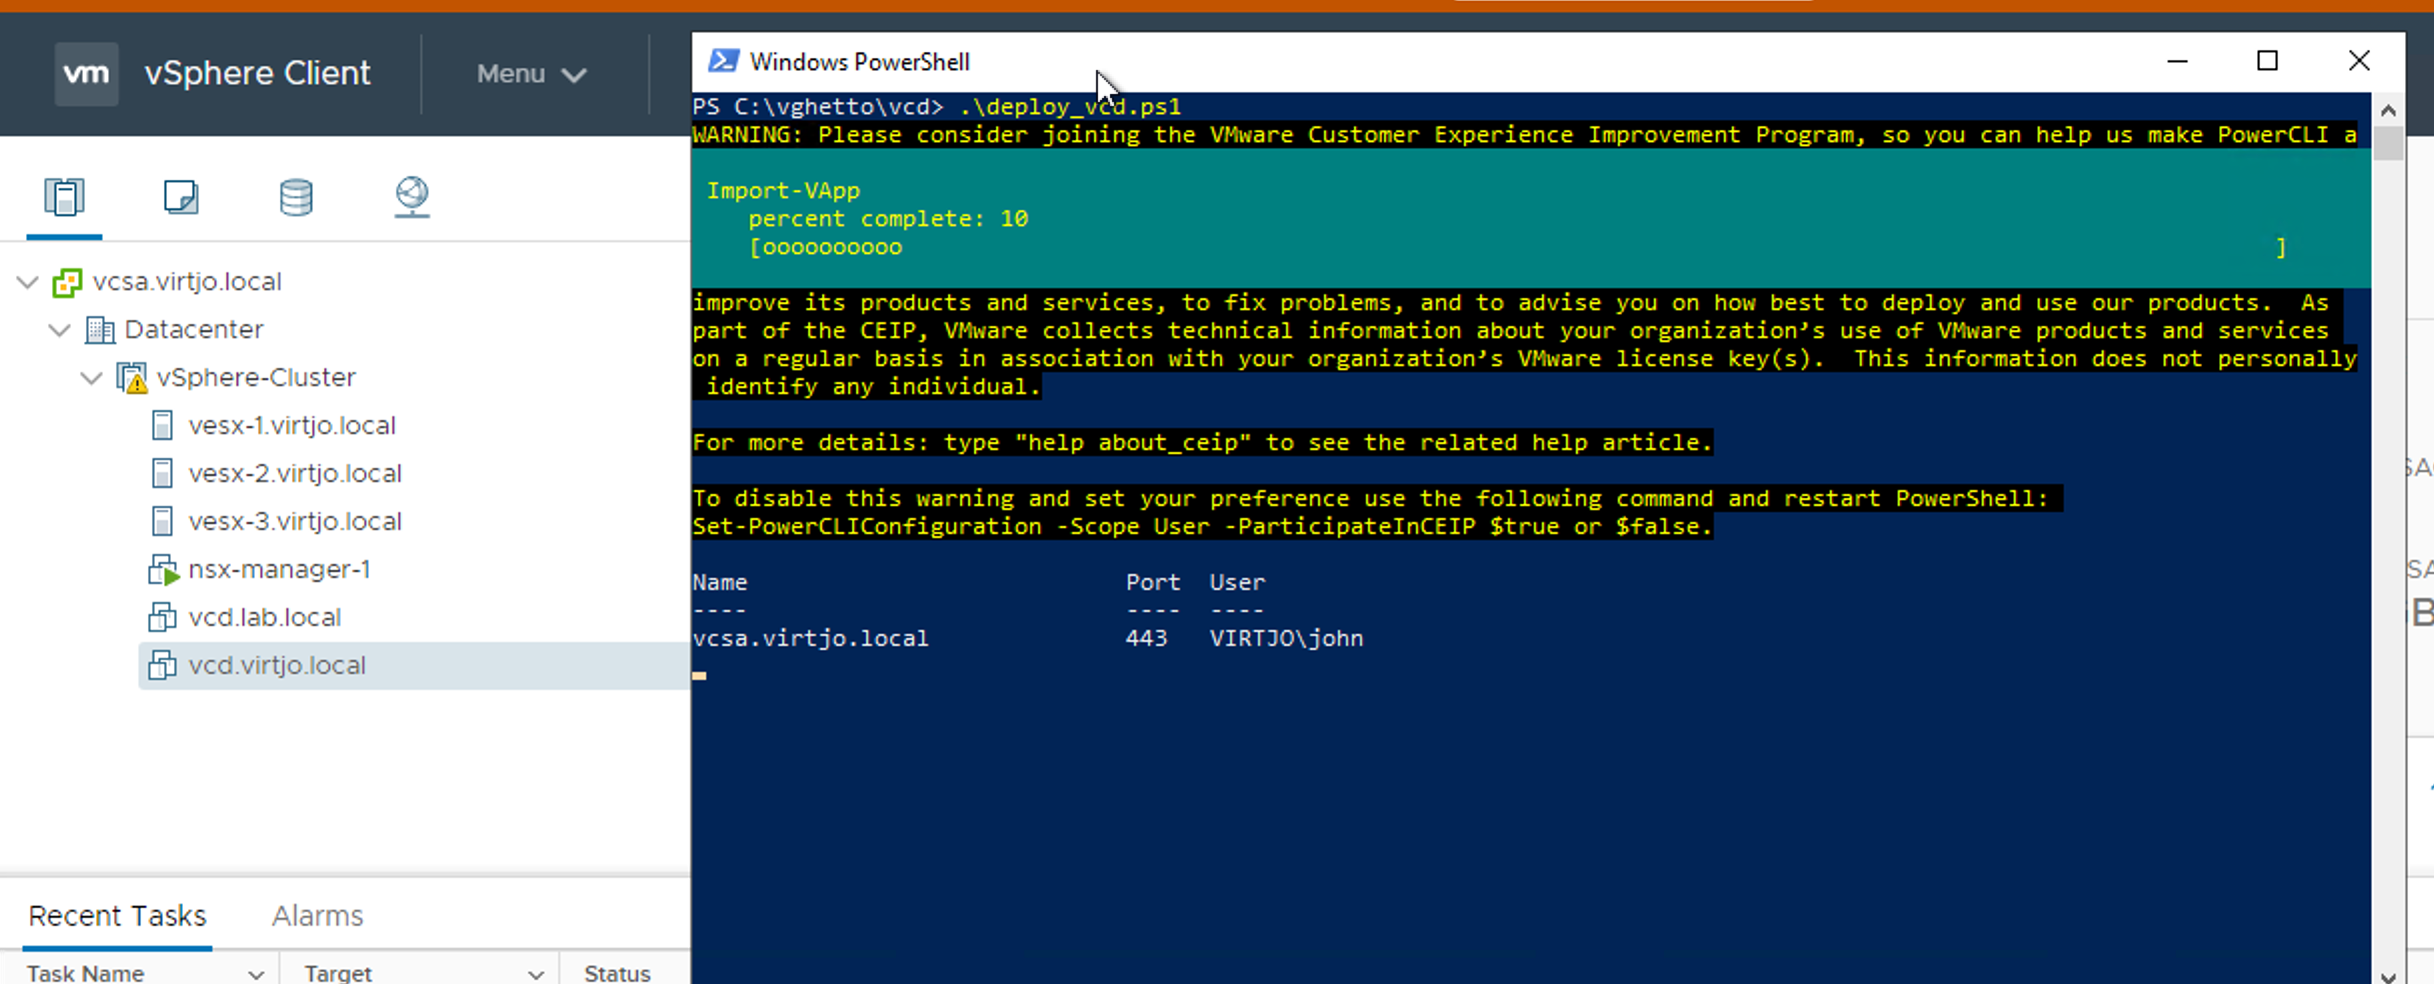 vm vSphere Client Menu
vcsa.virtjo.local
Datacenter
vSphere-Cluster
vesx-1.virtjo.local
vesx-2.virtjo.local
vesx-3.virtjo.local
nsx-manager-1
vcd.lab.local
vcd.virtjo.local
Recent Tasks Alarms
Task Name Target Status
Windows PowerShell
PS C:\vghetto\vcd> .\deploy_vcd.ps1
WARNING: Please consider joining the VMware Customer Experience Improvement Program, so you can help us make PowerCLI a
Import-VApp
percent complete: 10
[oooooooooo ]
improve its products and services, to fix problems, and to advise you on how best to deploy and use our products.  As
part of the CEIP, VMware collects technical information about your organization’s use of VMware products and services
on a regular basis in association with your organization’s VMware license key(s).  This information does not personally
identify any individual.
For more details: type "help about_ceip" to see the related help article.
To disable this warning and set your preference use the following command and restart PowerShell:
Set-PowerCLIConfiguration -Scope User -ParticipateInCEIP $true or $false.
Name Port User
---- ---- ----
vcsa.virtjo.local 443 VIRTJO\john